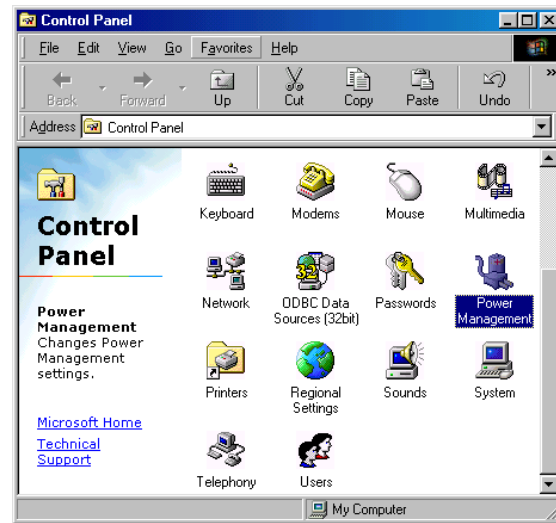 Control Panel
File Edit View Go Favorites Help
Back Forward Up Cut Copy Paste Undo »
Address Control Panel
Control
Panel
Power
Management
Changes Power
Management
settings.
Microsoft Home
Technical
Support
Keyboard Modems Mouse Multimedia
Network ODBC Data Passwords Power
Sources (32bit) Management
Printers Regional Sounds System
Settings
Telephony Users
My Computer